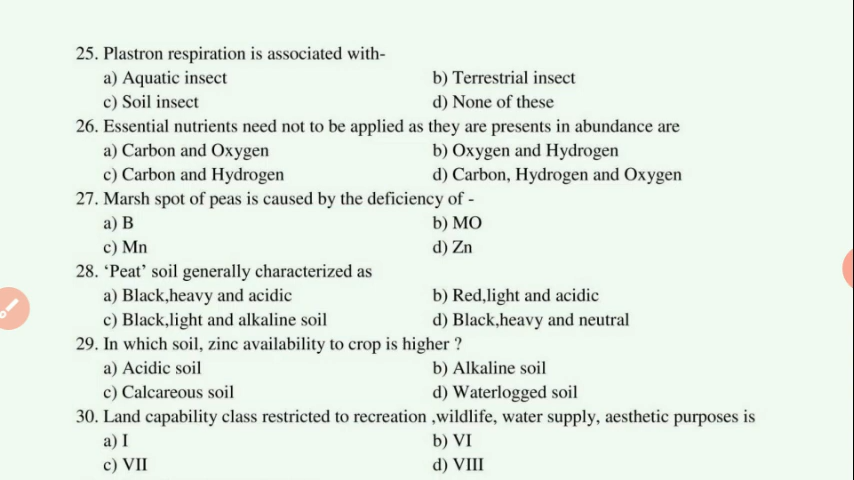 25. Plastron respiration is associated with-
a) Aquatic insect b) Terrestrial insect
c) Soil insect d) None of these
26. Essential nutrients need not to be applied as they are presents in abundance are
a) Carbon and Oxygen b) Oxygen and Hydrogen
c) Carbon and Hydrogen d) Carbon, Hydrogen and Oxygen
27. Marsh spot of peas is caused by the deficiency of -
a) B b) MO
c) Mn d) Zn
28. ‘Peat’ soil generally characterized as
a) Black,heavy and acidic b) Red,light and acidic
c) Black,light and alkaline soil d) Black,heavy and neutral
29. In which soil, zinc availability to crop is higher ?
a) Acidic soil b) Alkaline soil
c) Calcareous soil d) Waterlogged soil
30. Land capability class restricted to recreation ,wildlife, water supply, aesthetic purposes is
a) I b) VI
c) VII d) VIII